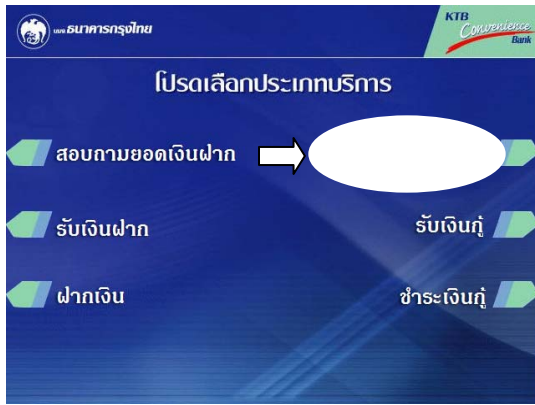 บมจ. ธนาคารกรุงไทย
KTB
Convenience
Bank
โปรดเลือกประเภทบริการ
สอบถามยอดเงินฝาก
รับเงินฝาก
รับเงินกู้
ฝากเงิน
ชำระเงินกู้